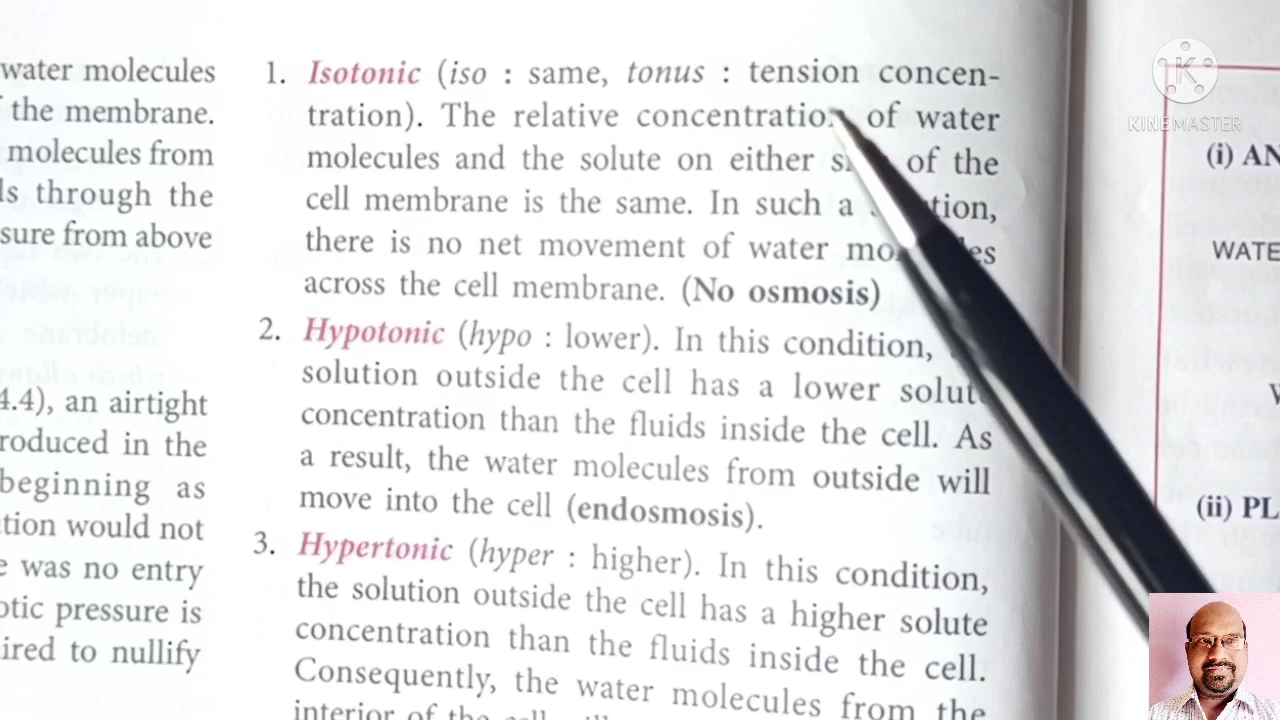 water molecules
the membrane.
molecules from
through the
sure from above
4.4), an airtight
roduced in the
beginning as
tion would not
was no entry
otic pressure is
ired to nullify
1. Isotonic (iso : same, tonus : tension concen-
tration). The relative concentration of water
molecules and the solute on either of the
cell membrane is the same. In such a tion,
there is no net movement of water
across the cell membrane. (No osmosis)
2. Hypotonic (hypo : lower). In this condition,
solution outside the cell has a lower solut
concentration than the fluids inside the cell. As
a result, the water molecules from outside will
move into the cell (endosmosis).
3. Hypertonic (hyper : higher). In this condition,
the solution outside the cell has a higher solute
concentration than the fluids inside the cell.
Consequently, the water molecules from the
interior of the cell
KINEMASTER
(i) AN
WATE
(ii) PL